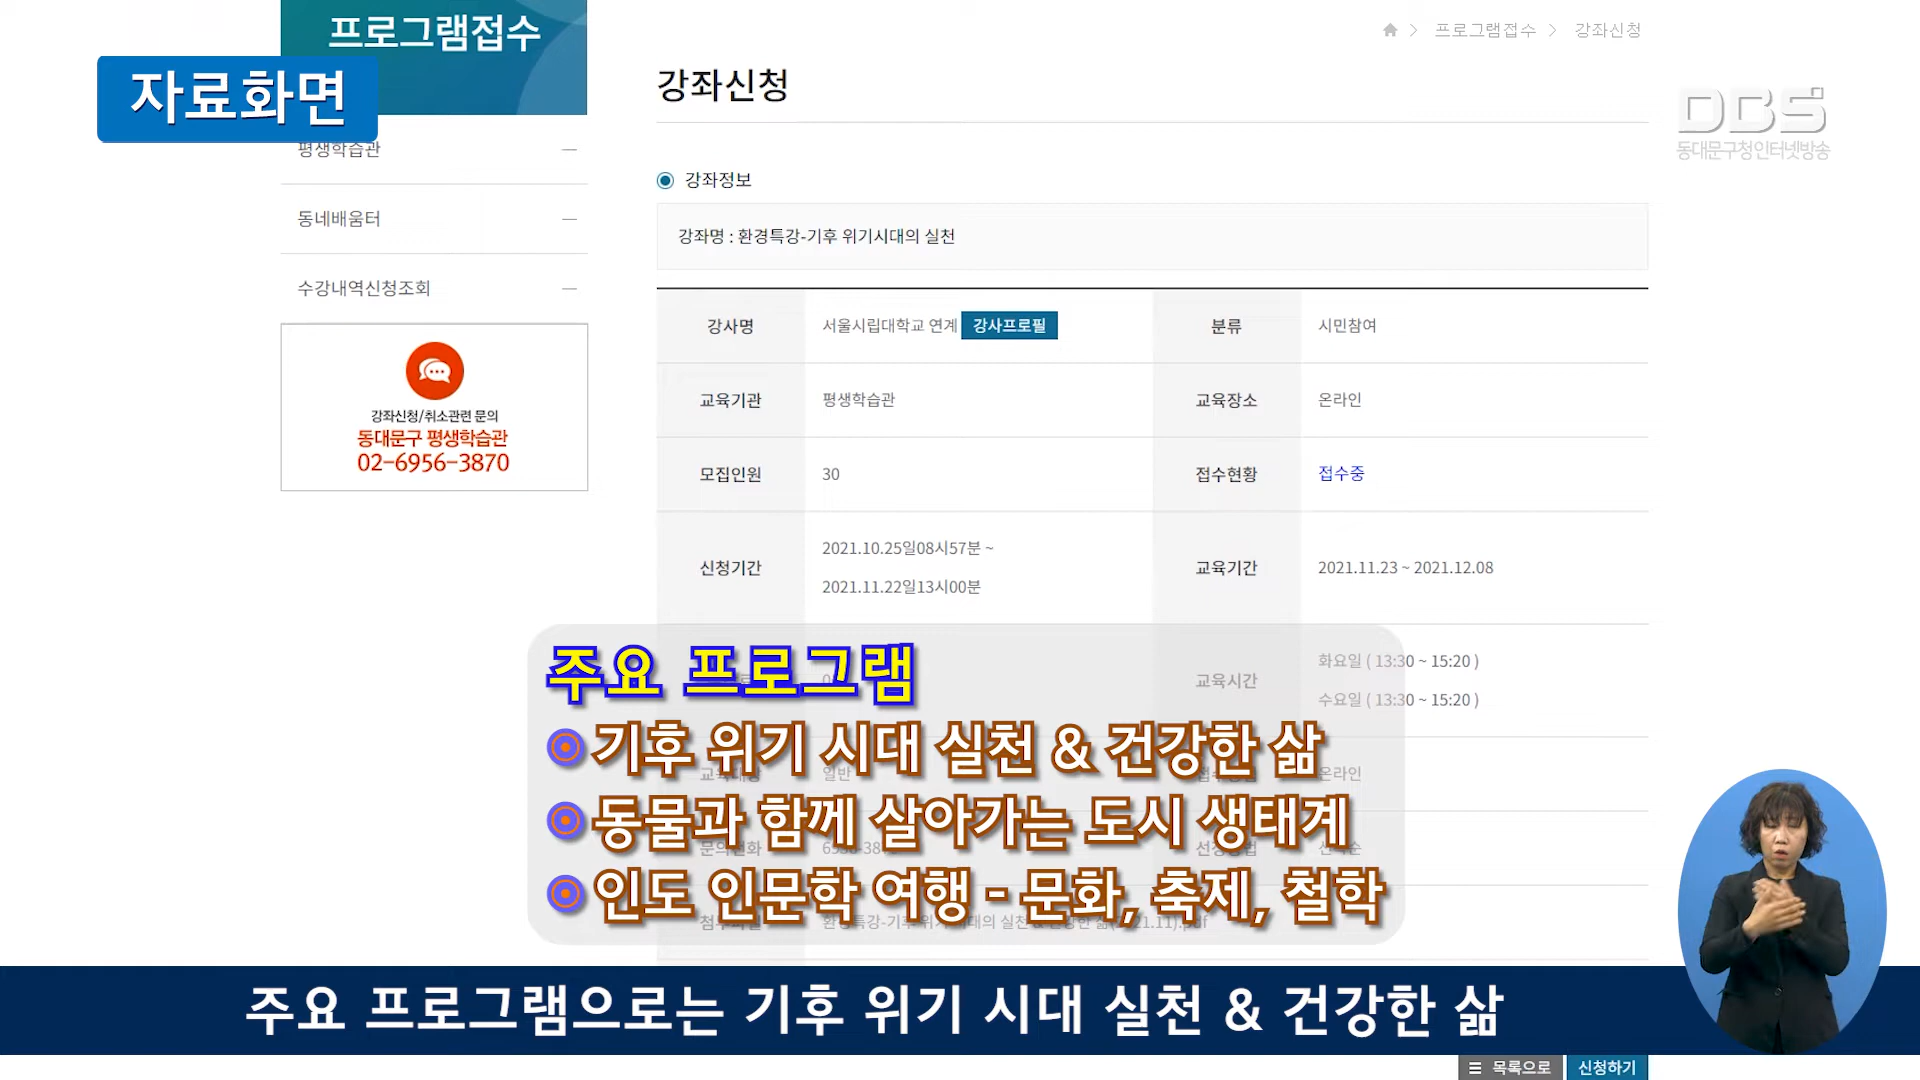 프로그램접수
자료화면
평생학습관
동네배움터
수강내역신청조회
강좌신청/취소관련 문의
동대문구 평생학습관
02-6956-3870
프로그램접수 > 강좌신청
강좌신청
DBS
동대문구청인터넷방송
강좌정보
강좌명 : 환경특강-기후 위기시대의 실천
강사명 서울시립대학교 연계 강사프로필 분류 시민참여
교육기관 평생학습관 교육장소 온라인
모집인원 30 접수현황 접수중
신청기간 2021.10.25일08시57분 ~
2021.11.22일13시00분
교육기간 2021.11.23 ~ 2021.12.08
교육시간 화요일 ( 13:30 ~ 15:20 )
수요일 ( 13:30 ~ 15:20 )
주요 프로그램
기후 위기 시대 실천 & 건강한 삶
동물과 함께 살아가는 도시 생태계
인도 인문학 여행 - 문화, 축제, 철학
일반
온라인
주요 프로그램으로는 기후 위기 시대 실천 & 건강한 삶
목록으로 신청하기